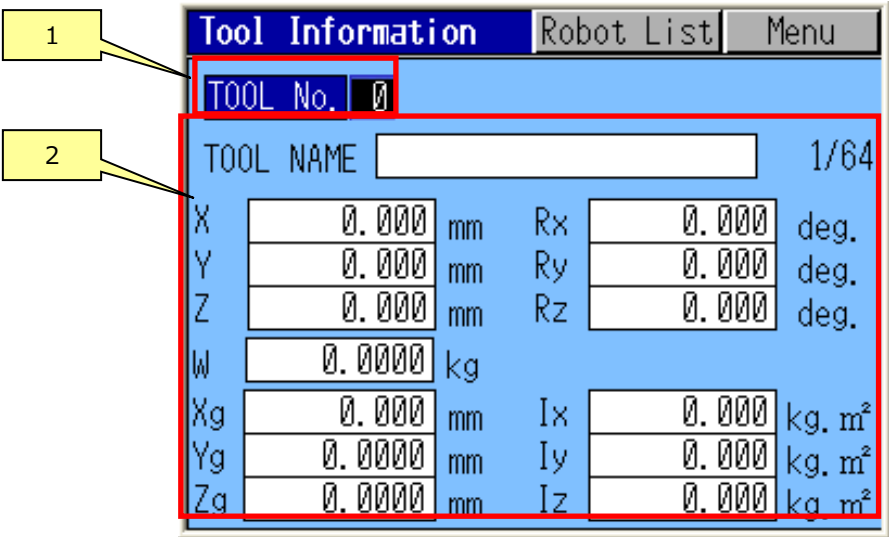 1
Tool Information Robot List Menu
TOOL No. 0
2
TOOL NAME 1/64
X 0.000 mm Rx 0.000 deg.
Y 0.000 mm Ry 0.000 deg.
Z 0.000 mm Rz 0.000 deg.
W 0.0000 kg
Xg 0.000 mm Ix 0.000 kg.m²
Yg 0.0000 mm Iy 0.000 kg.m²
Zg 0.0000 mm Iz 0.000 kg.m²